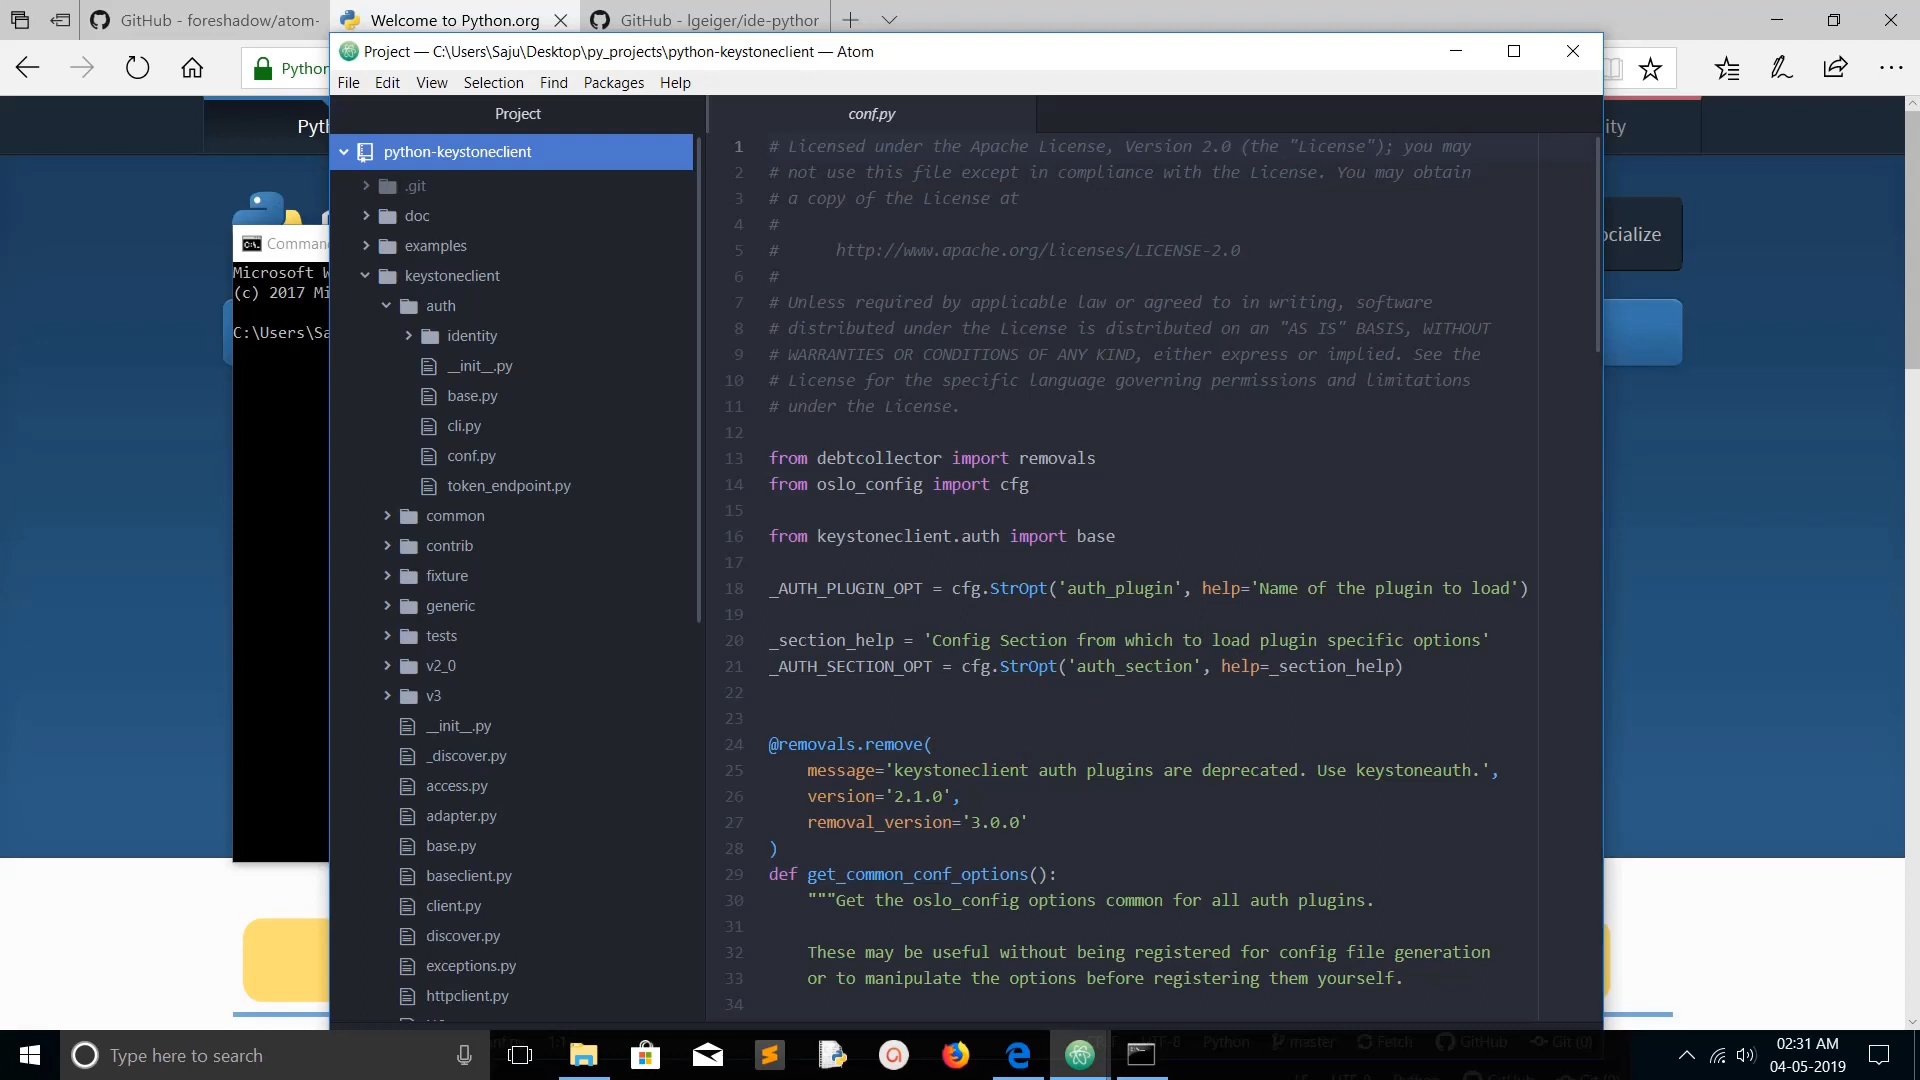 GitHub - foreshadow/atom-
Welcome to Python.org
GitHub - lgeiger/ide-python
Python
Project — C:\Users\Saju\Desktop\py_projects\python-keystoneclient — Atom
File Edit View Selection Find Packages Help
Project
conf.py
Pyth
ity
python-keystoneclient
.git
doc
examples
keystoneclient
auth
identity
__init__.py
base.py
cli.py
conf.py
token_endpoint.py
common
contrib
fixture
generic
tests
v2_0
v3
__init__.py
_discover.py
access.py
adapter.py
base.py
baseclient.py
client.py
discover.py
exceptions.py
httpclient.py
Comman
Microsoft W
(c) 2017 Mi
C:\Users\Sa
ocialize
1 # Licensed under the Apache License, Version 2.0 (the "License"); you may
2 # not use this file except in compliance with the License. You may obtain
3 # a copy of the License at
4 #
5 #      http://www.apache.org/licenses/LICENSE-2.0
6 #
7 # Unless required by applicable law or agreed to in writing, software
8 # distributed under the License is distributed on an "AS IS" BASIS, WITHOUT
9 # WARRANTIES OR CONDITIONS OF ANY KIND, either express or implied. See the
10 # License for the specific language governing permissions and limitations
11 # under the License.
12
13 from debtcollector import removals
14 from oslo_config import cfg
15
16 from keystoneclient.auth import base
17
18 _AUTH_PLUGIN_OPT = cfg.StrOpt('auth_plugin', help='Name of the plugin to load')
19
20 _section_help = 'Config Section from which to load plugin specific options'
21 _AUTH_SECTION_OPT = cfg.StrOpt('auth_section', help=_section_help)
22
23
24 @removals.remove(
25     message='keystoneclient auth plugins are deprecated. Use keystoneauth.',
26     version='2.1.0',
27     removal_version='3.0.0'
28 )
29 def get_common_conf_options():
30     """Get the oslo_config options common for all auth plugins.
31
32     These may be useful without being registered for config file generation
33     or to manipulate the options before registering them yourself.
34
Type here to search
1:1
UTF-8 Python master Fetch GitHub Git (0)
02:31 AM
04-05-2019